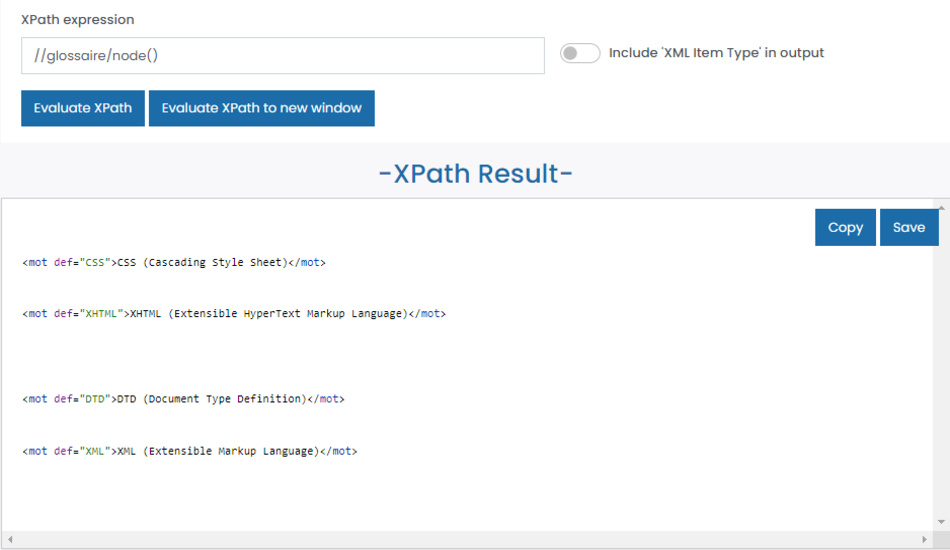 XPath expression
//glossaire/node()
Include 'XML Item Type' in output
Evaluate XPath
Evaluate XPath to new window
-XPath Result-
Copy
Save
<mot def="CSS">CSS (Cascading Style Sheet)</mot>
<mot def="XHTML">XHTML (Extensible HyperText Markup Language)</mot>
<mot def="DTD">DTD (Document Type Definition)</mot>
<mot def="XML">XML (Extensible Markup Language)</mot>